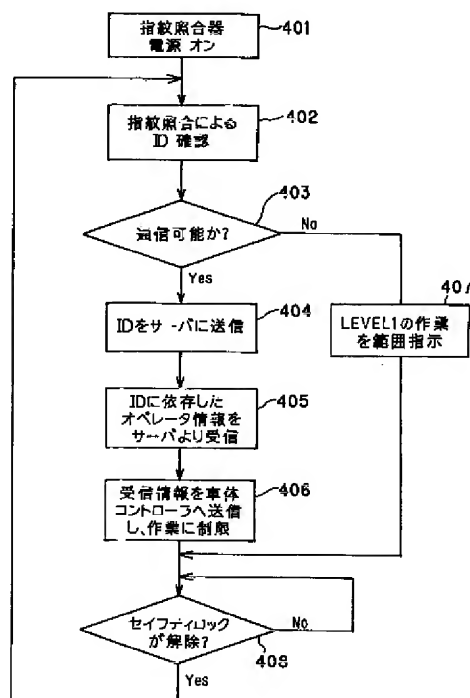 指紋照合器
電源 オン
401
指紋照合による
ID 確認
402
通信可能か?
403
No
Yes
IDをサーバに送信
404
407
LEVEL1の作業
を範囲指示
IDに依存した
オペレータ情報を
サーバより受信
405
受信情報を車体
コントローラへ送信
し、作業に制限
406
セイフティロック
が解除?
No
408
Yes